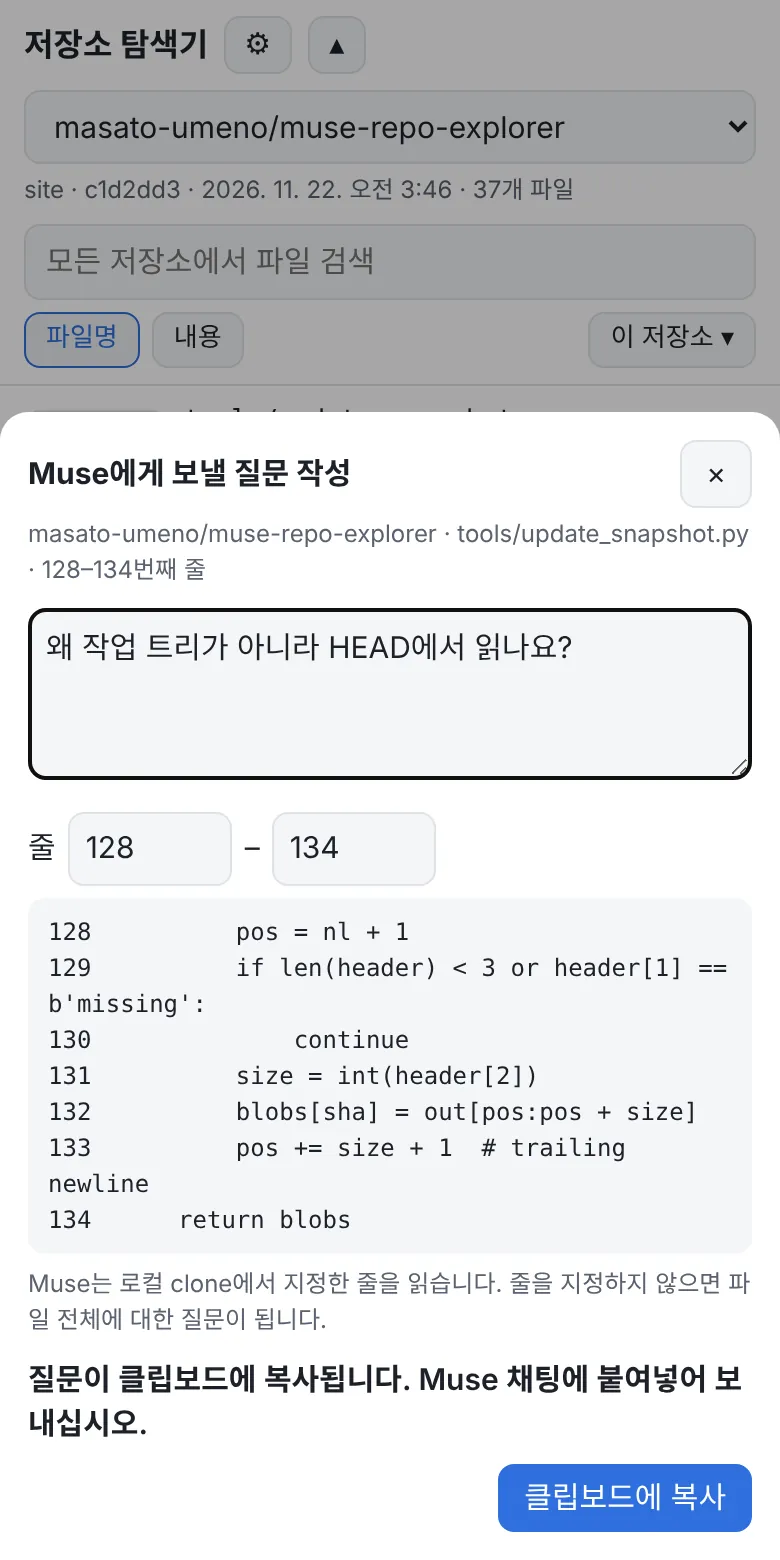 저장소 탐색기 ⚙ ▲
masato-umeno/muse-repo-explorer
site · c1d2dd3 · 2026. 11. 22. 오전 3:46 · 37개 파일
모든 저장소에서 파일 검색
파일명 내용 이 저장소 ▾
Muse에게 보낼 질문 작성 ×
masato-umeno/muse-repo-explorer · tools/update_snapshot.py
· 128–134번째 줄
왜 작업 트리가 아니라 HEAD에서 읽나요?
줄 128 – 134
128          pos = nl + 1
129          if len(header) < 3 or header[1] ==
b'missing':
130              continue
131          size = int(header[2])
132          blobs[sha] = out[pos:pos + size]
133          pos += size + 1  # trailing
newline
134      return blobs
Muse는 로컬 clone에서 지정한 줄을 읽습니다. 줄을 지정하지 않으면 파
일 전체에 대한 질문이 됩니다.
질문이 클립보드에 복사됩니다. Muse 채팅에 붙여넣어 보
내십시오.
클립보드에 복사